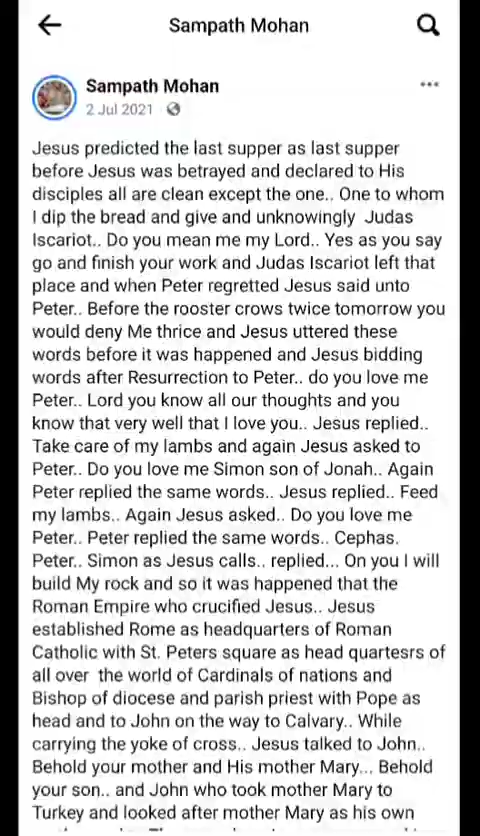 Sampath Mohan
Sampath Mohan
2 Jul 2021
Jesus predicted the last supper as last supper
before Jesus was betrayed and declared to His
disciples all are clean except the one.. One to whom
I dip the bread and give and unknowingly Judas
Iscariot.. Do you mean me my Lord.. Yes as you say
go and finish your work and Judas Iscariot left that
place and when Peter regretted Jesus said unto
Peter.. Before the rooster crows twice tomorrow you
would deny Me thrice and Jesus uttered these
words before it was happened and Jesus bidding
words after Resurrection to Peter.. do you love me
Peter.. Lord you know all our thoughts and you
know that very well that I love you.. Jesus replied..
Take care of my lambs and again Jesus asked to
Peter.. Do you love me Simon son of Jonah.. Again
Peter replied the same words.. Jesus replied.. Feed
my lambs.. Again Jesus asked.. Do you love me
Peter.. Peter replied the same words.. Cephas.
Peter.. Simon as Jesus calls.. replied... On you I will
build My rock and so it was happened that the
Roman Empire who crucified Jesus.. Jesus
established Rome as headquarters of Roman
Catholic with St. Peters square as head quartesrs of
all over the world of Cardinals of nations and
Bishop of diocese and parish priest with Pope as
head and to John on the way to Calvary.. While
carrying the yoke of cross.. Jesus talked to John..
Behold your mother and His mother Mary... Behold
your son.. and John who took mother Mary to
Turkey and looked after mother Mary as his own